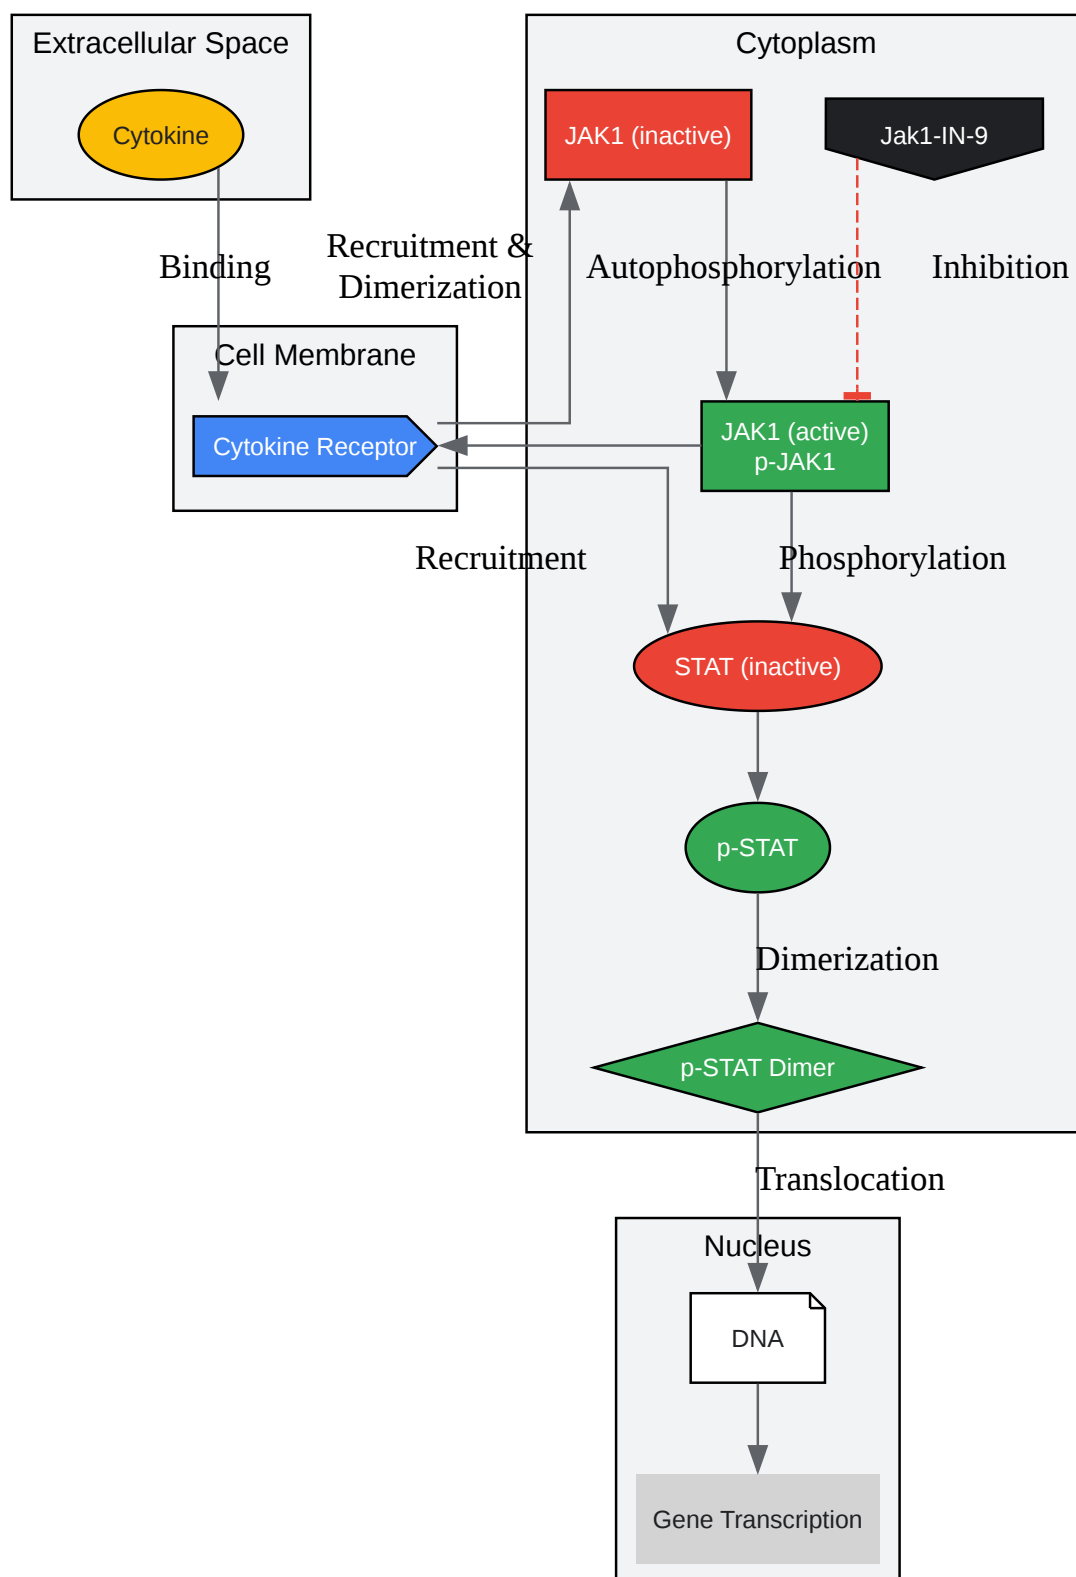 Extracellular Space
Cytoplasm
Cytokine
JAK1 (inactive)
Jak1-IN-9
Binding
Recruitment &
Dimerization
Autophosphorylation
Inhibition
Cell Membrane
Cytokine Receptor
JAK1 (active)
p-JAK1
Recruitment
Phosphorylation
STAT (inactive)
p-STAT
Dimerization
p-STAT Dimer
Translocation
Nucleus
DNA
Gene Transcription